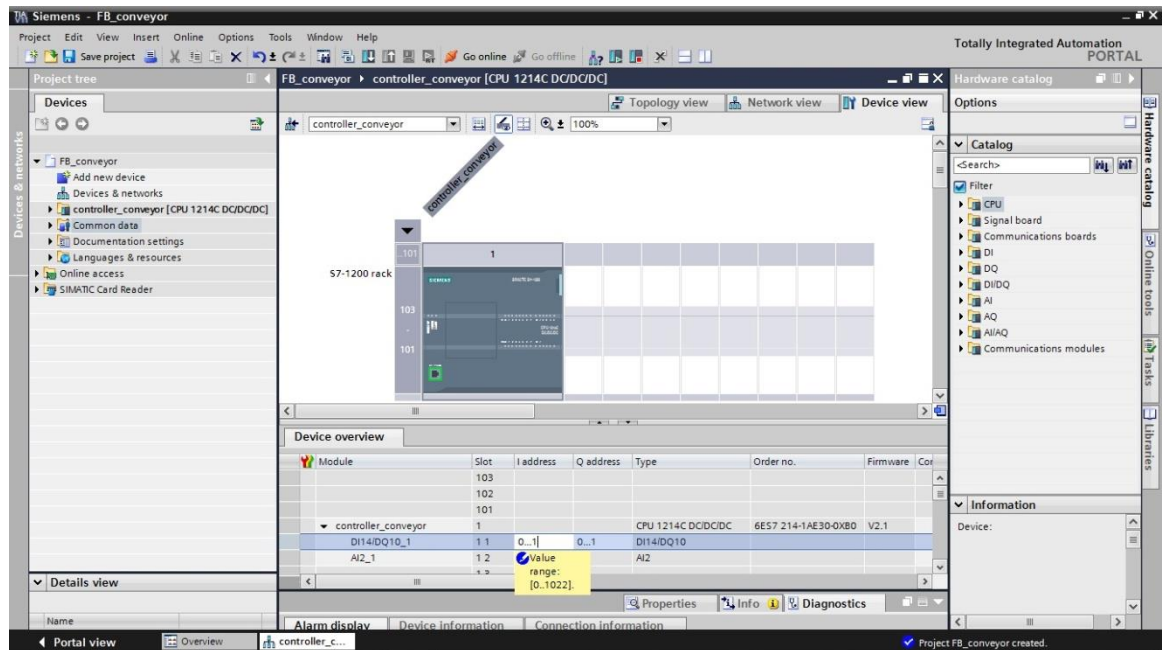 Siemens - FB_conveyor
Project Edit View Insert Online Options Tools Window Help
Save project Go online Go offline
Totally Integrated Automation
PORTAL
Project tree
Devices
FB_conveyor
Add new device
Devices & networks
controller_conveyor [CPU 1214C DC/DC/DC]
Common data
Documentation settings
Languages & resources
Online access
SIMATIC Card Reader
Details view
Name
Devices & networks
FB_conveyor controller_conveyor [CPU 1214C DC/DC/DC]
Topology view Network view Device view
controller_conveyor 100%
controller_conveyor
...101 1
S7-1200 rack
SIEMENS
103
-
101
Device overview
Module Slot I address Q address Type Order no. Firmware Co
103
102
101
controller_conveyor 1 CPU 1214C DC/DC/DC 6ES7 214-1AE30-0XB0 V2.1
DI14/DQ10_1 1 1 0...1 0...1 DI14/DQ10
AI2_1 1 2 AI2
Value
range:
[0..1022].
Properties Info Diagnostics
Alarm display Device information Connection information
Hardware catalog
Options
Catalog
<Search>
Filter
CPU
Signal board
Communications boards
DI
DQ
DI/DQ
AI
AQ
AI/AQ
Communications modules
Information
Device:
Hardware catalog
Online tools
Tasks
Libraries
Portal view Overview controller_c... Project FB_conveyor created.